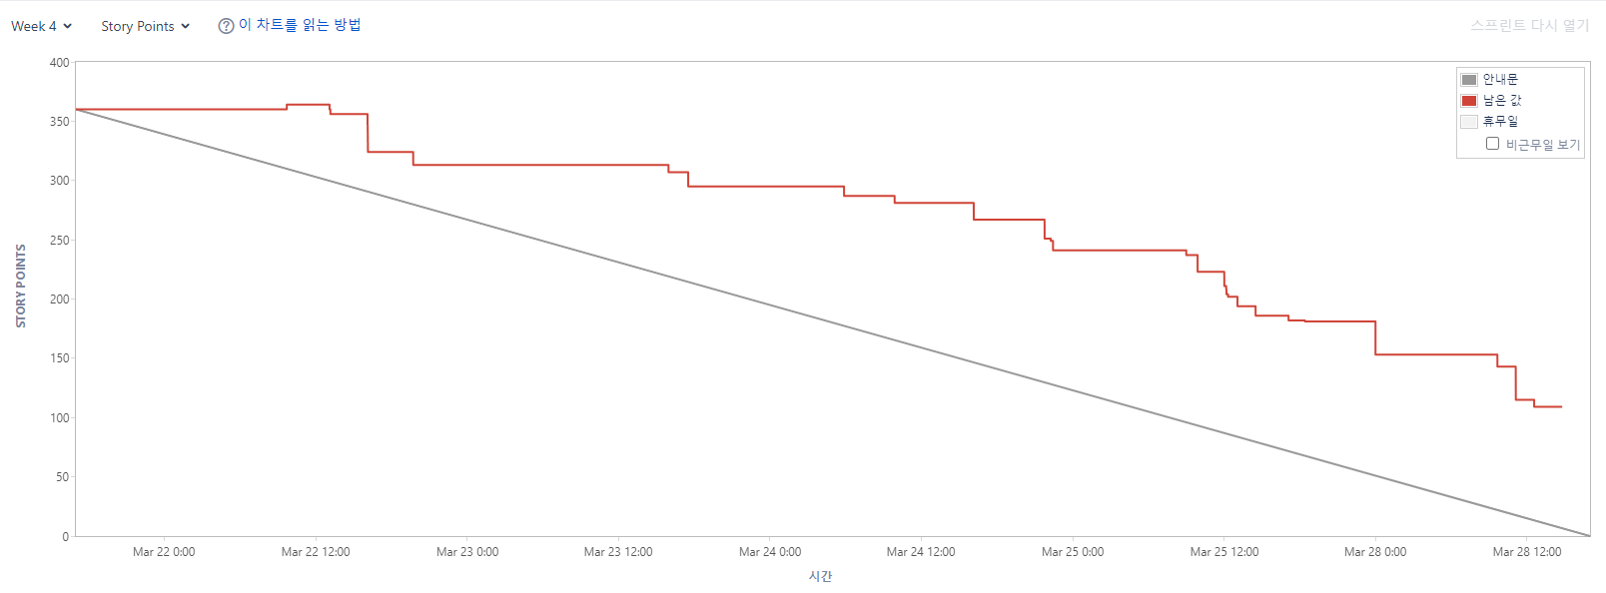 Week 4
Story Points
이 차트를 읽는 방법
스프린트 다시 열기
안내문
남은 값
휴무일
비근무일 보기
STORY POINTS
400
350
300
250
200
150
100
50
0
Mar 22 0:00
Mar 22 12:00
Mar 23 0:00
Mar 23 12:00
Mar 24 0:00
Mar 24 12:00
Mar 25 0:00
Mar 25 12:00
Mar 28 0:00
Mar 28 12:00
시간